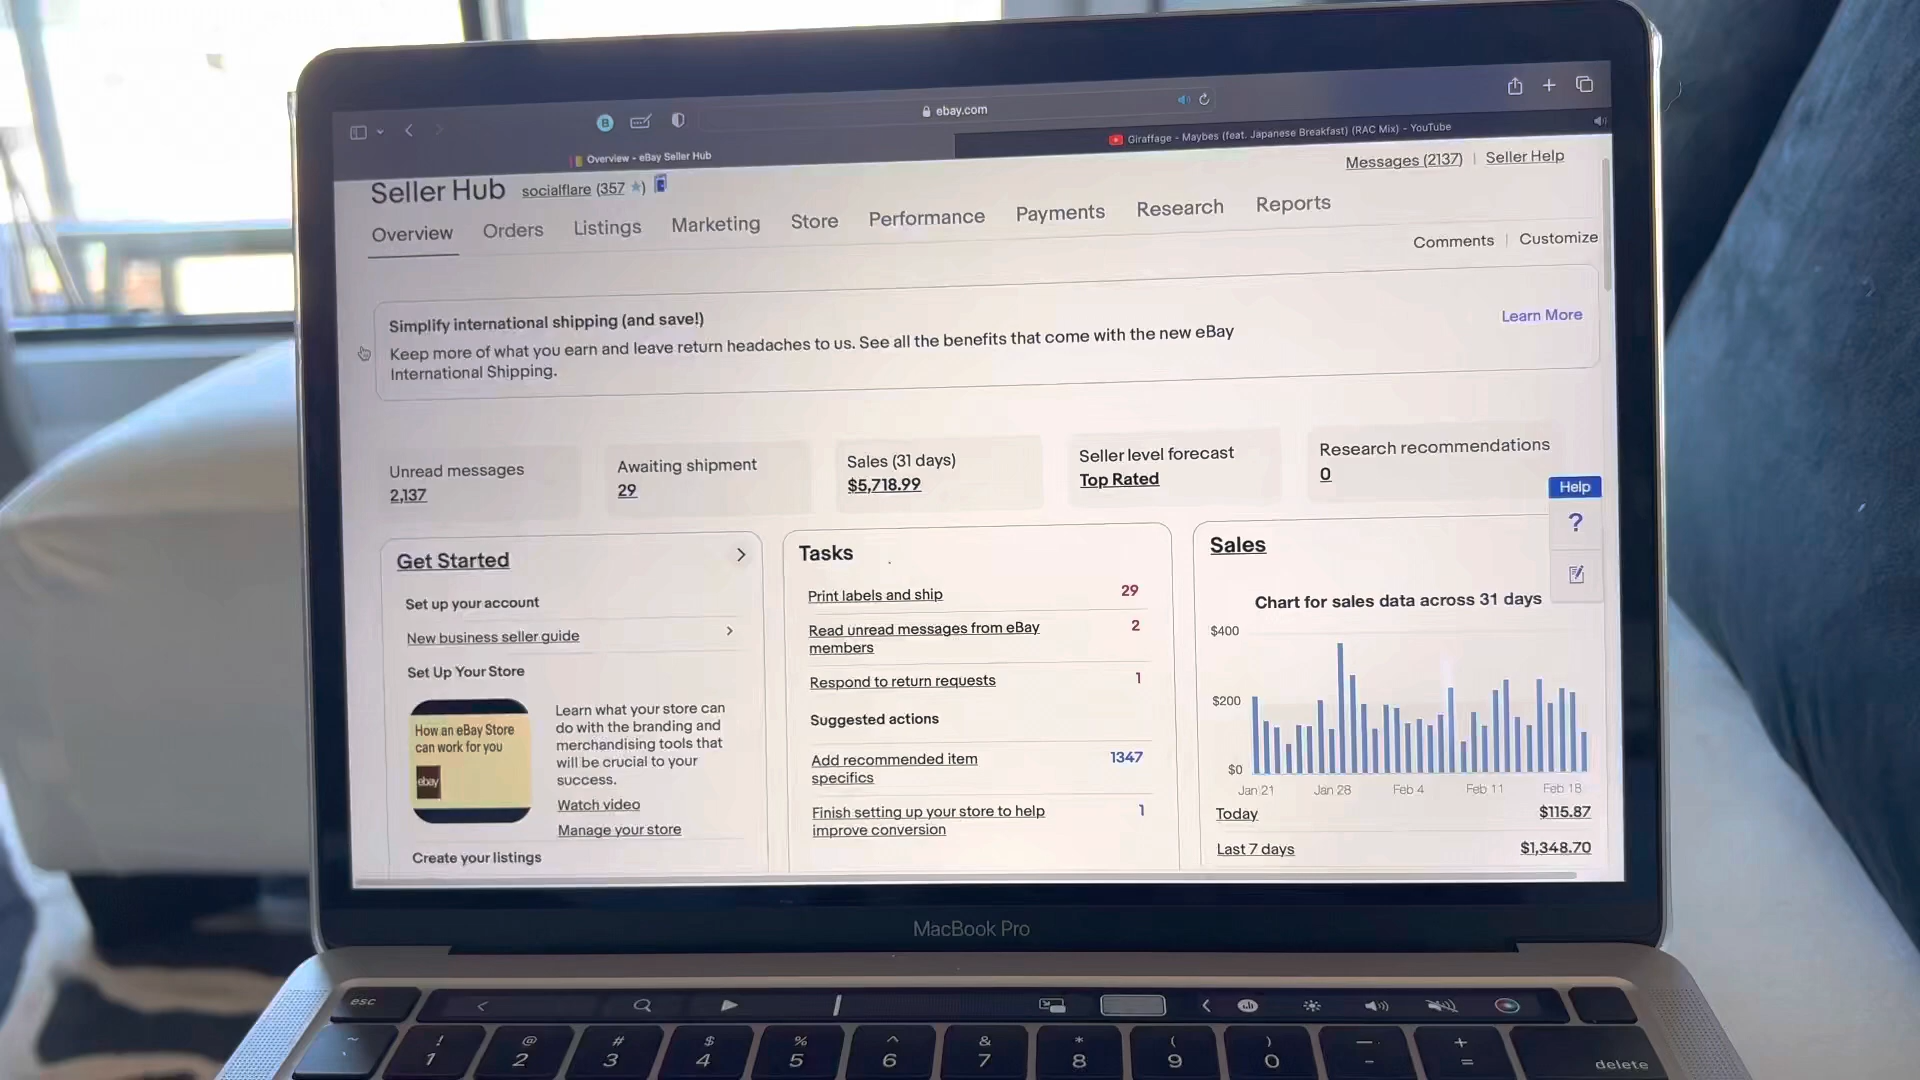 ebay.com
Overview - eBay Seller Hub
Giraffage - Maybes (feat. Japanese Breakfast) (RAC Mix) - YouTube
Seller Hub socialflare (357 ★)
Messages (2137) | Seller Help
Overview Orders Listings Marketing Store Performance Payments Research Reports
Comments | Customize
Simplify international shipping (and save!)
Keep more of what you earn and leave return headaches to us. See all the benefits that come with the new eBay
International Shipping.
Learn More
Unread messages
2,137
Awaiting shipment
29
Sales (31 days)
$5,718.99
Seller level forecast
Top Rated
Research recommendations
0
Help
?
Get Started
Set up your account
New business seller guide
Set Up Your Store
How an eBay Store
can work for you
ebay
Learn what your store can
do with the branding and
merchandising tools that
will be crucial to your
success.
Watch video
Manage your store
Create your listings
Tasks
Print labels and ship 29
Read unread messages from eBay 2
members
Respond to return requests 1
Suggested actions
Add recommended item 1347
specifics
Finish setting up your store to help 1
improve conversion
Sales
Chart for sales data across 31 days
$400
$200
$0
Jan 21 Jan 28 Feb 4 Feb 11 Feb 18
Today $115.87
Last 7 days $1,348.70
MacBook Pro
esc
~ ! @ # $ % ^ & * ( ) — +
` 1 2 3 4 5 6 7 8 9 0 - = delete